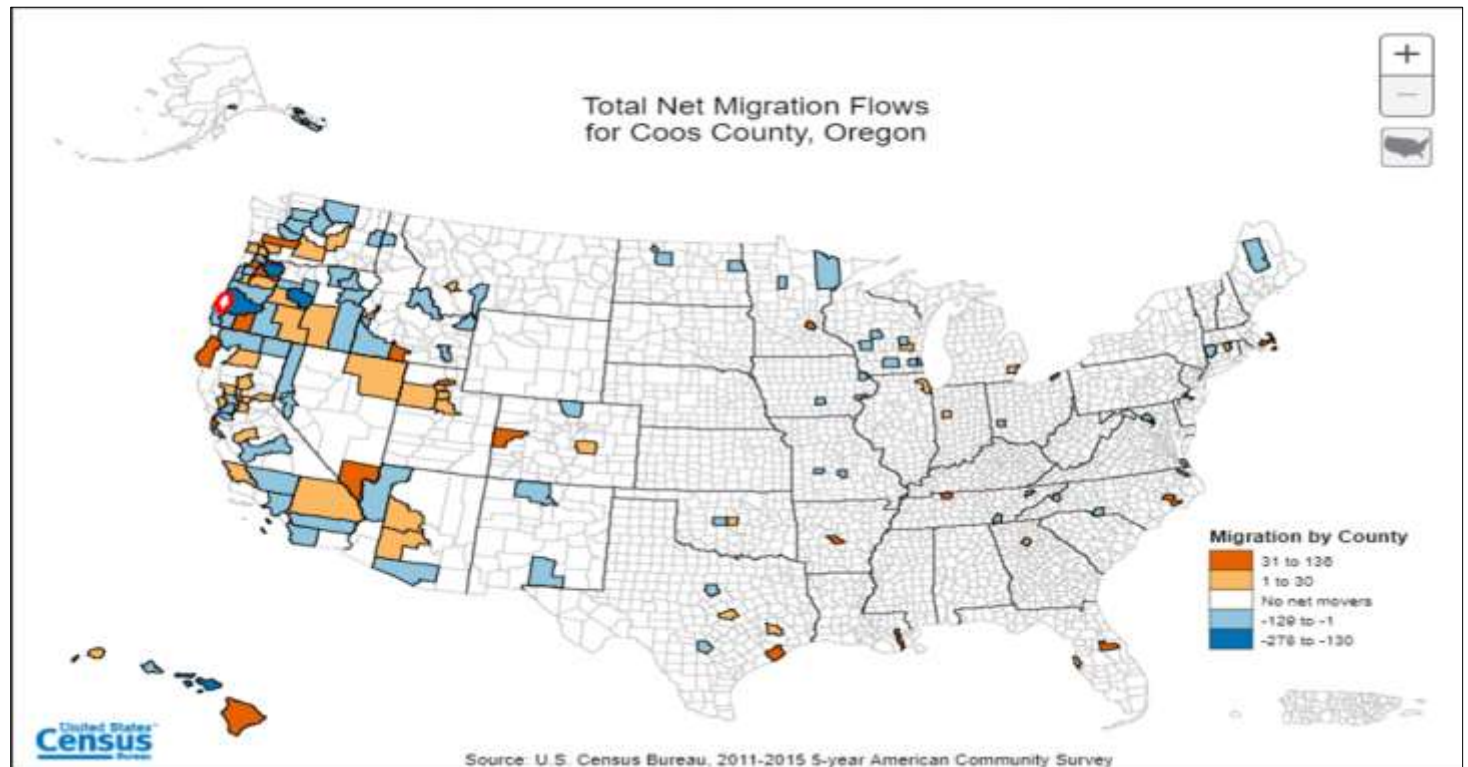 +
−
Total Net Migration Flows
for Coos County, Oregon
Migration by County
31 to 136
1 to 30
No net movers
-129 to -1
-276 to -130
United States™
Census
Bureau
Source: U.S. Census Bureau, 2011-2015 5-year American Community Survey